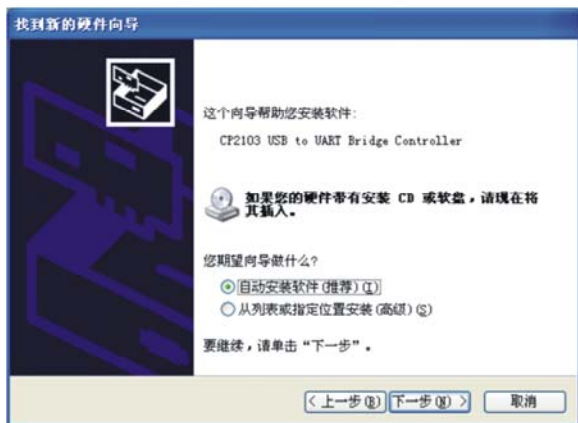 找到新的硬件向导
这个向导帮助您安装软件:
CP2103 USB to UART Bridge Controller
如果您的硬件带有安装 CD 或软盘，请现在将
其插入。
您期望向导做什么?
自动安装软件(推荐)(I)
从列表或指定位置安装(高级)(S)
要继续，请单击“下一步”。
< 上一步(B) 下一步(N) > 取消